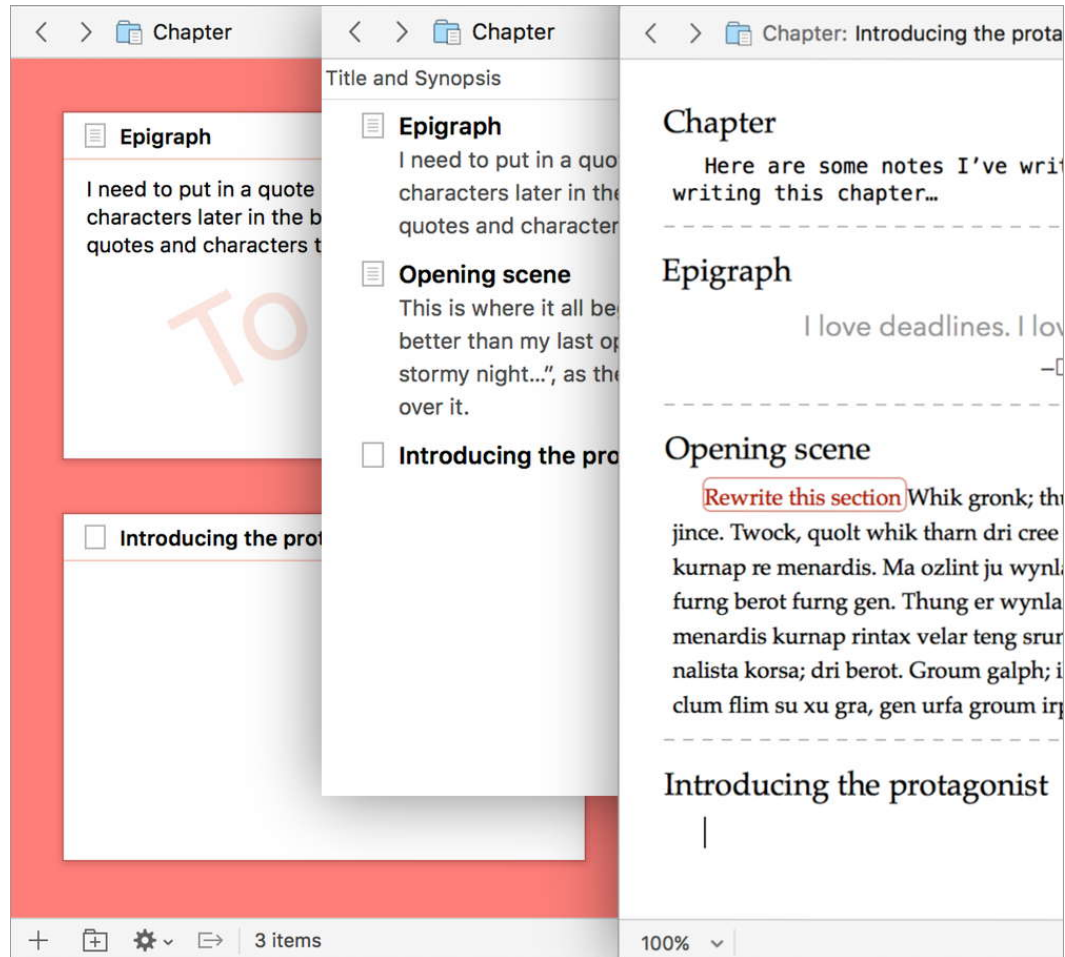 Chapter
Epigraph
I need to put in a quote
characters later in the b
quotes and characters t
To
Introducing the prot
3 items
Chapter
Title and Synopsis
Epigraph
I need to put in a quo
characters later in the
quotes and character
Opening scene
This is where it all be
better than my last op
stormy night…”, as the
over it.
Introducing the pro
Chapter: Introducing the prota
Chapter
Here are some notes I’ve writ
writing this chapter…
Epigraph
I love deadlines. I lov
–
Opening scene
Rewrite this section Whik gronk; thu
jince. Twock, quolt whik tharn dri cree
kurnap re menardis. Ma ozlint ju wynla
furng berot furng gen. Thung er wynla
menardis kurnap rintax velar teng srun
nalista korsa; dri berot. Groum galph; i
clum flim su xu gra, gen urfa groum irp
Introducing the protagonist
100%